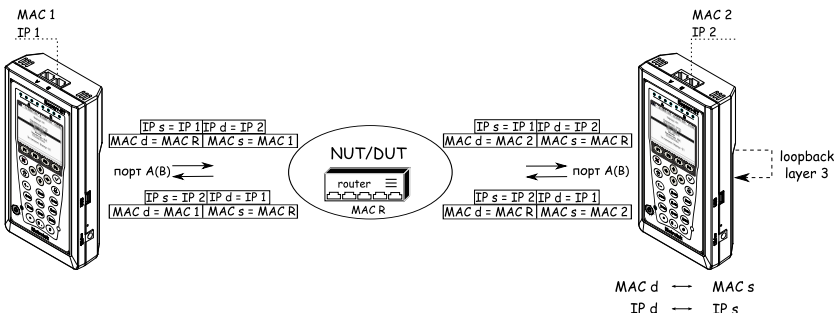 MAC 1
IP 1
MAC 2
IP 2
IP s = IP 1 IP d = IP 2
MAC d = MAC R MAC s = MAC 1
порт A(B)
IP s = IP 2 IP d = IP 1
MAC d = MAC 1 MAC s = MAC R
NUT/DUT
router
MAC R
IP s = IP 1 IP d = IP 2
MAC d = MAC 2 MAC s = MAC R
порт A(B)
IP s = IP 2 IP d = IP 1
MAC d = MAC R MAC s = MAC 2
loopback
layer 3
MAC d ↔ MAC s
IP d ↔ IP s